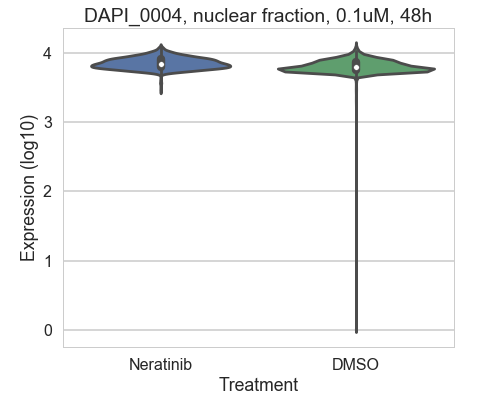 DAPI_0004, nuclear fraction, 0.1uM, 48h
Expression (log10)
4
3
2
1
0
Neratinib DMSO
Treatment